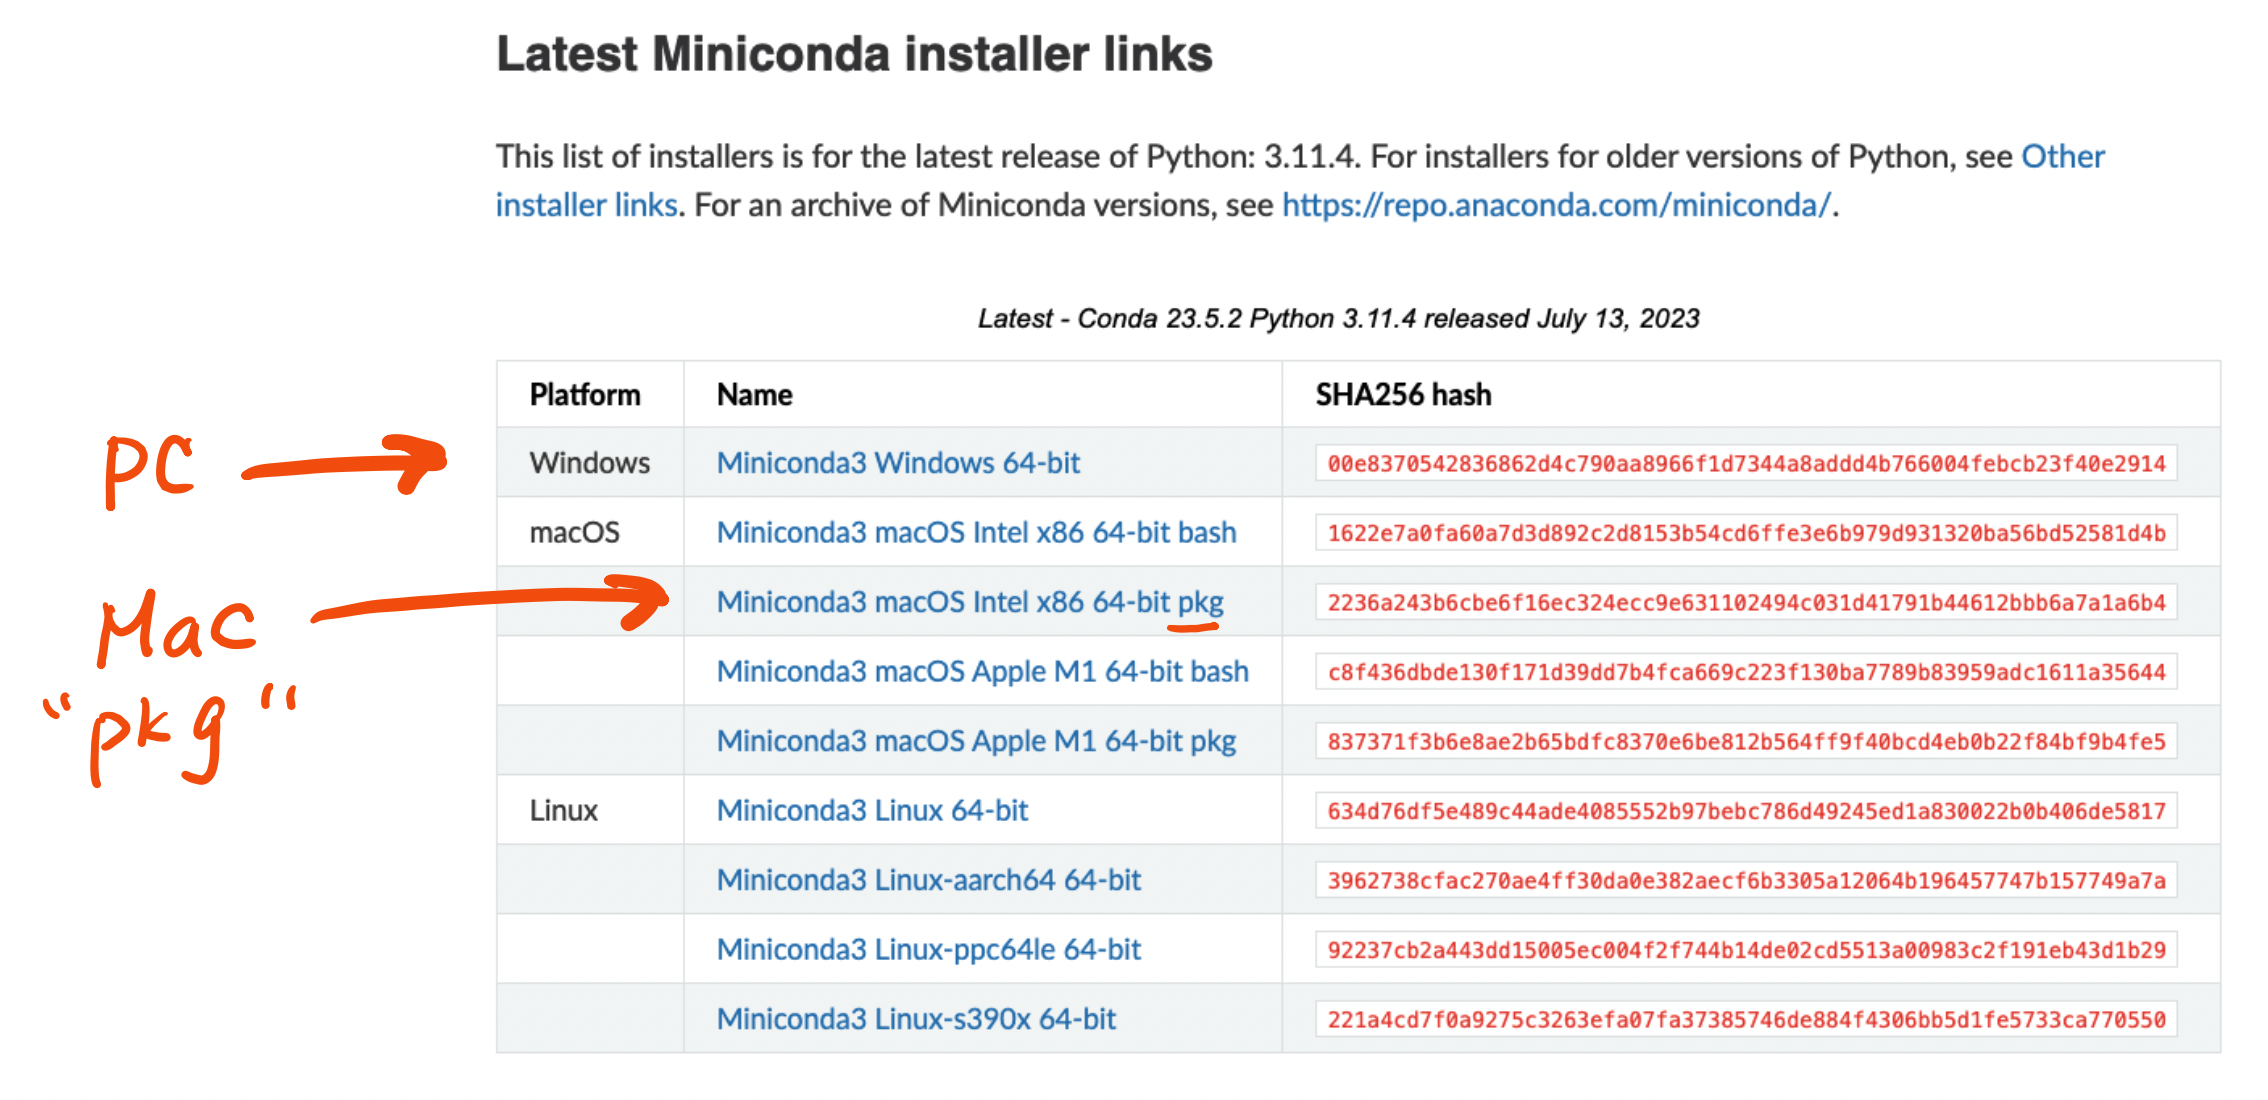 Latest Miniconda installer links
This list of installers is for the latest release of Python: 3.11.4. For installers for older versions of Python, see Other
installer links. For an archive of Miniconda versions, see https://repo.anaconda.com/miniconda/.
Latest - Conda 23.5.2 Python 3.11.4 released July 13, 2023
Platform Name SHA256 hash
PC Windows Miniconda3 Windows 64-bit 00e8370542836862d4c790aa8966f1d7344a8addd4b766004febcb23f40e2914
macOS Miniconda3 macOS Intel x86 64-bit bash 1622e7a0fa60a7d3d892c2d8153b54cd6ffe3e6b979d931320ba56bd52581d4b
Mac Miniconda3 macOS Intel x86 64-bit pkg 2236a243b6cbe6f16ec324ecc9e631102494c031d41791b44612bbb6a7a1a6b4
Miniconda3 macOS Apple M1 64-bit bash c8f436dbde130f171d39dd7b4fca669c223f130ba7789b83959adc1611a35644
"pkg" Miniconda3 macOS Apple M1 64-bit pkg 837371f3b6e8ae2b65bdfc8370e6be812b564ff9f40bcd4eb0b22f84bf9b4fe5
Linux Miniconda3 Linux 64-bit 634d76df5e489c44ade4085552b97bebc786d49245ed1a830022b0b406de5817
Miniconda3 Linux-aarch64 64-bit 3962738cfac270ae4ff30da0e382aecf6b3305a12064b196457747b157749a7a
Miniconda3 Linux-ppc64le 64-bit 92237cb2a443dd15005ec004f2f744b14de02cd5513a00983c2f191eb43d1b29
Miniconda3 Linux-s390x 64-bit 221a4cd7f0a9275c3263efa07fa37385746de884f4306bb5d1fe5733ca770550